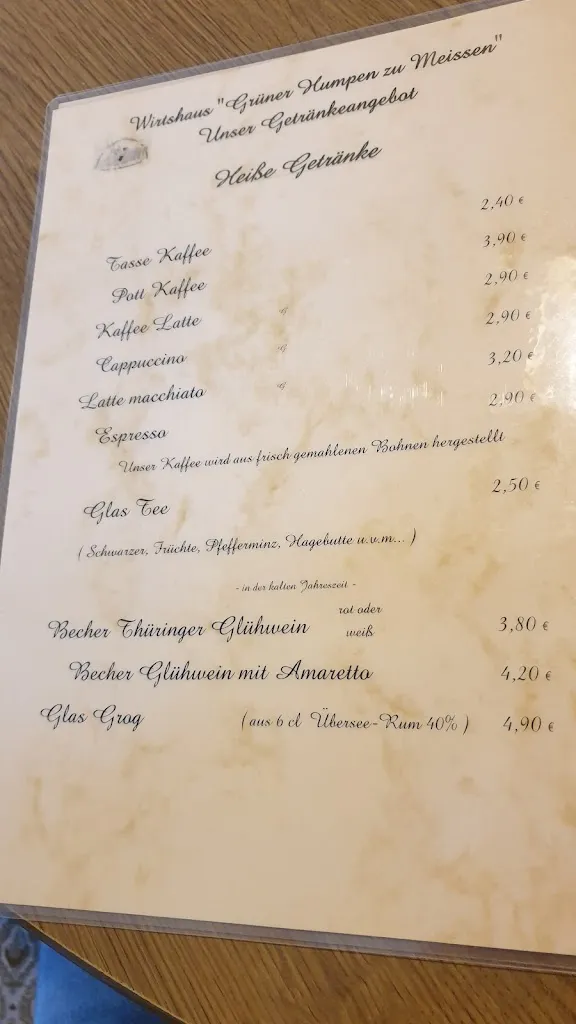 Wirtshaus "Grüner Humpen zu Meissen"
Unser Getränkeangebot
Heiße Getränke
Tasse Kaffee 2,40 €
Pott Kaffee 3,90 €
Kaffee Latte G 2,90 €
Cappuccino G 2,90 €
Latte macchiato G 3,20 €
Espresso 2,90 €
Unser Kaffee wird aus frisch gemahlenen Bohnen hergestellt
Glas Tee 2,50 €
( Schwarzer, Früchte, Pfefferminz, Hagebutte u.v.m... )
- in der kalten Jahreszeit -
Becher Thüringer Glühwein rot oder weiß 3,80 €
Becher Glühwein mit Amaretto 4,20 €
Glas Grog (aus 6 cl Übersee-Rum 40% ) 4,90 €